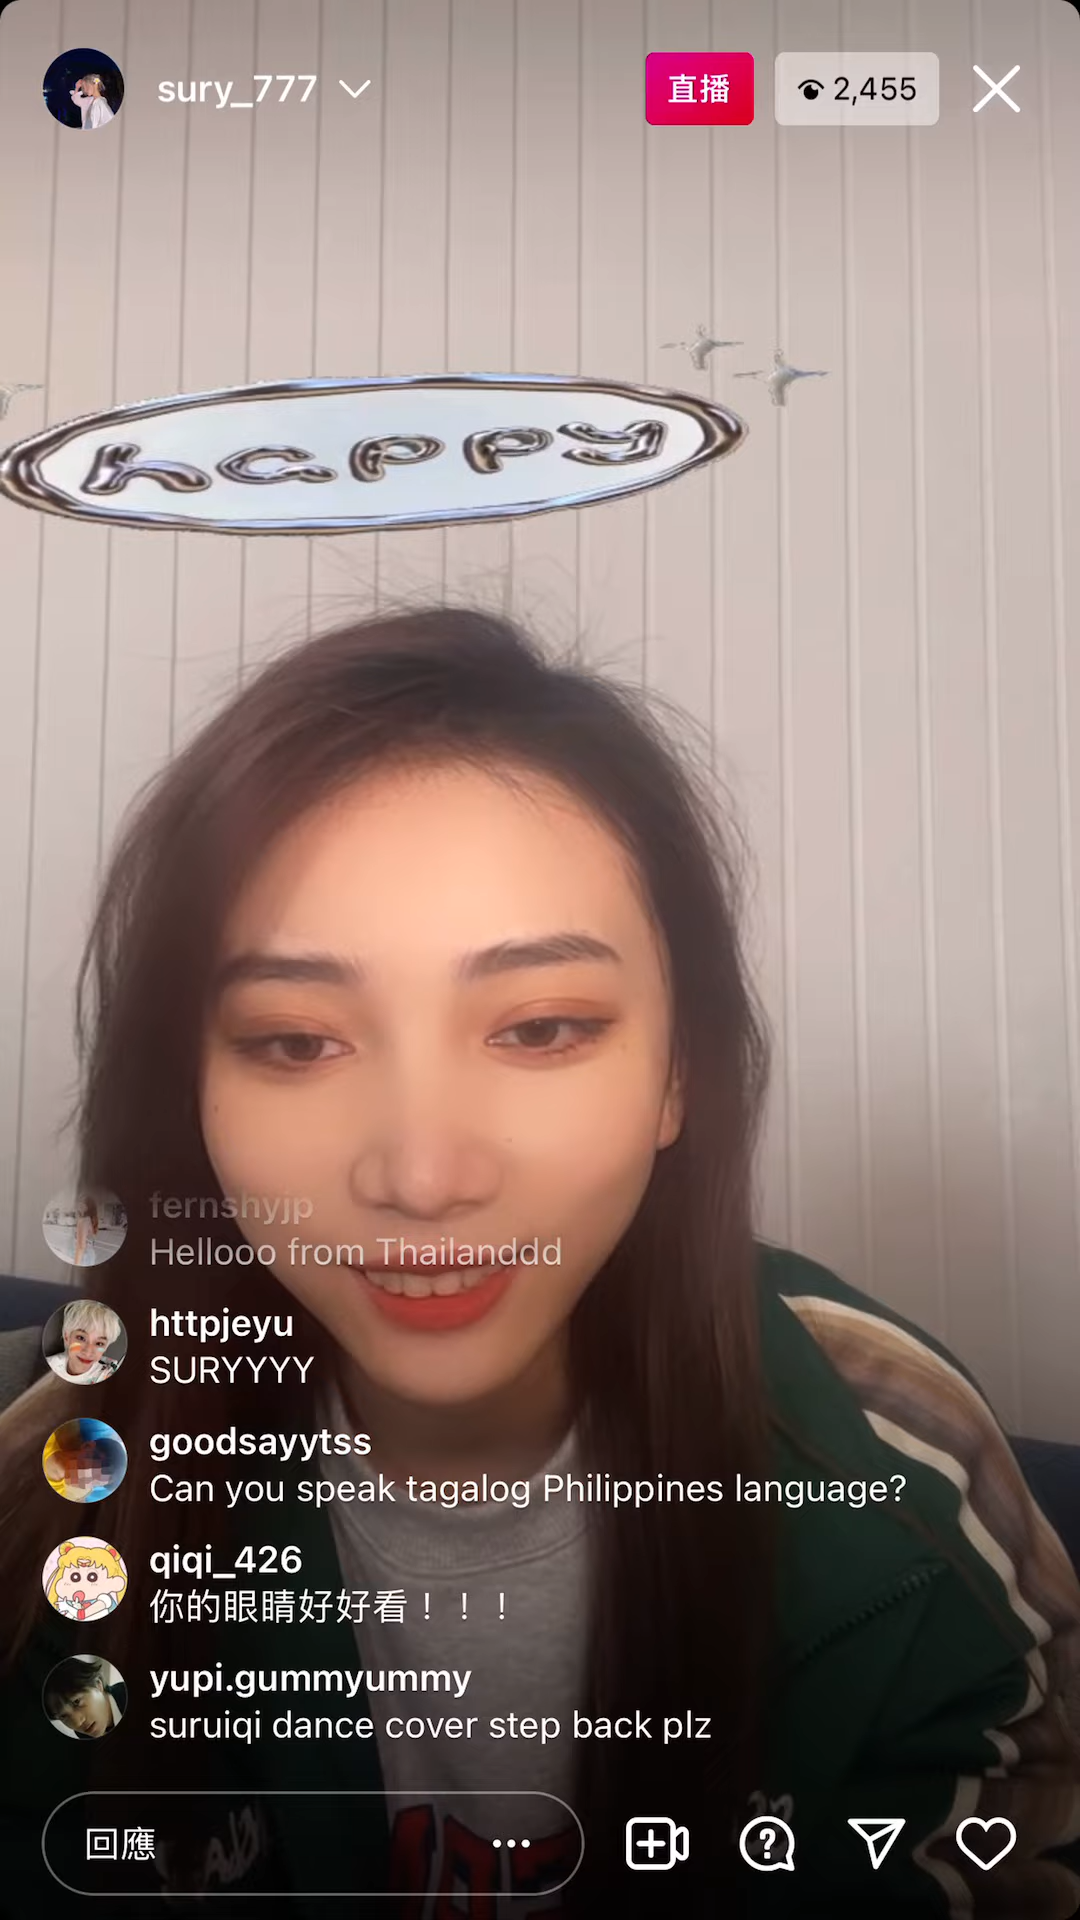 sury_777
直播
2,455
happy
fernshyjp
Hellooo from Thailanddd
httpjeyu
SURYYYY
goodsayytss
Can you speak tagalog Philippines language?
qiqi_426
你的眼睛好好看！！！
yupi.gummyummy
suruiqi dance cover step back plz
回應